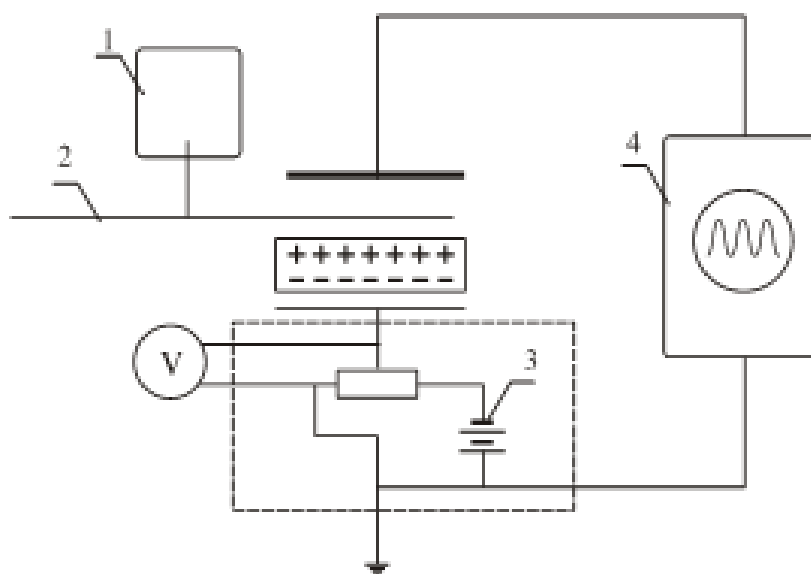 1
2
4
+ + + + + + +
− − − − − − −
V
3